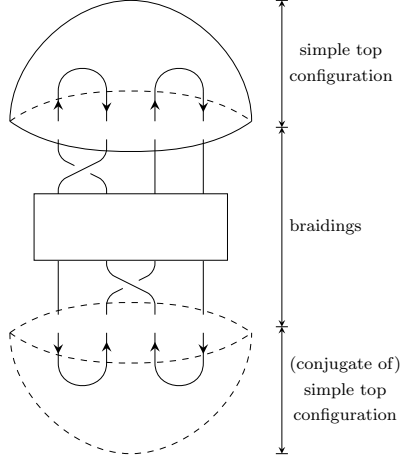 simple top
configuration
braidings
(conjugate of)
simple top
configuration